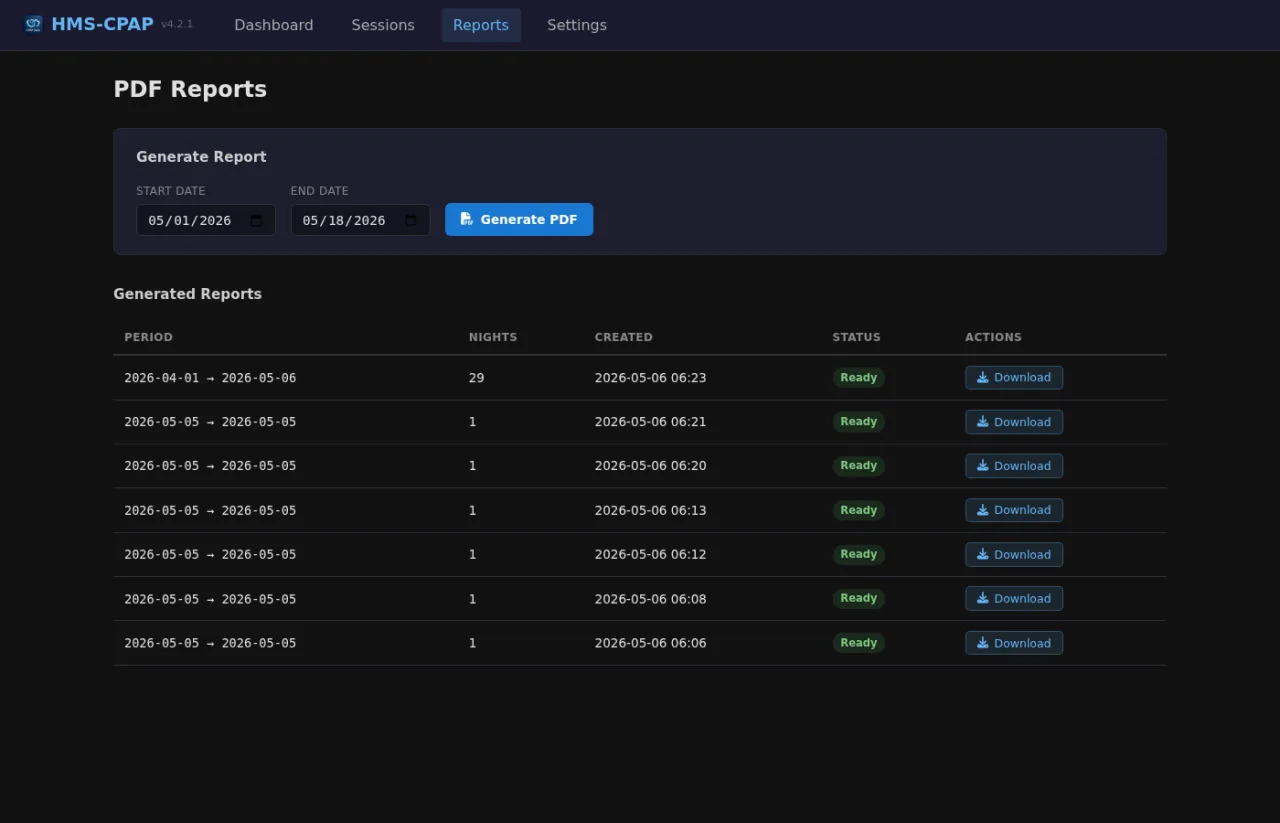 HMS-CPAP v4.2.1 Dashboard Sessions Reports Settings
PDF Reports
Generate Report
START DATE END DATE
05/01/2026 05/18/2026 Generate PDF
Generated Reports
PERIOD NIGHTS CREATED STATUS ACTIONS
2026-04-01 → 2026-05-06 29 2026-05-06 06:23 Ready Download
2026-05-05 → 2026-05-05 1 2026-05-06 06:21 Ready Download
2026-05-05 → 2026-05-05 1 2026-05-06 06:20 Ready Download
2026-05-05 → 2026-05-05 1 2026-05-06 06:13 Ready Download
2026-05-05 → 2026-05-05 1 2026-05-06 06:12 Ready Download
2026-05-05 → 2026-05-05 1 2026-05-06 06:08 Ready Download
2026-05-05 → 2026-05-05 1 2026-05-06 06:06 Ready Download